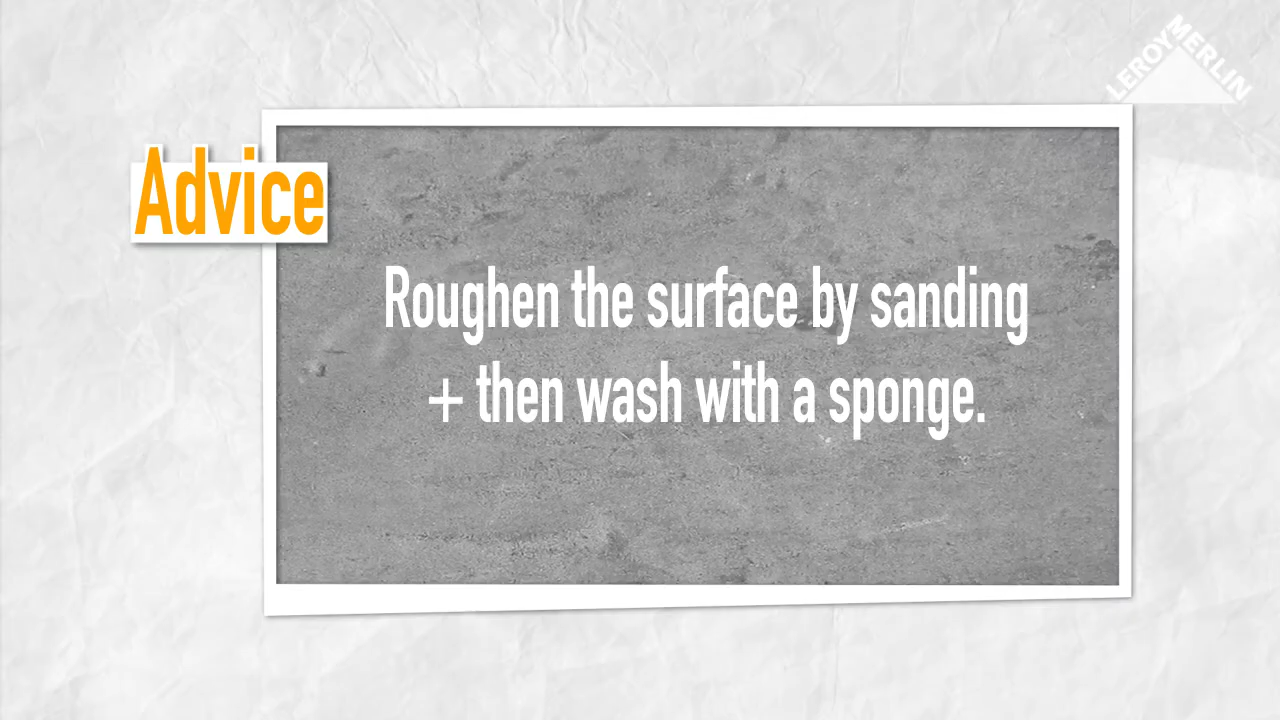 LEROY MERLIN
Advice
Roughen the surface by sanding
+ then wash with a sponge.